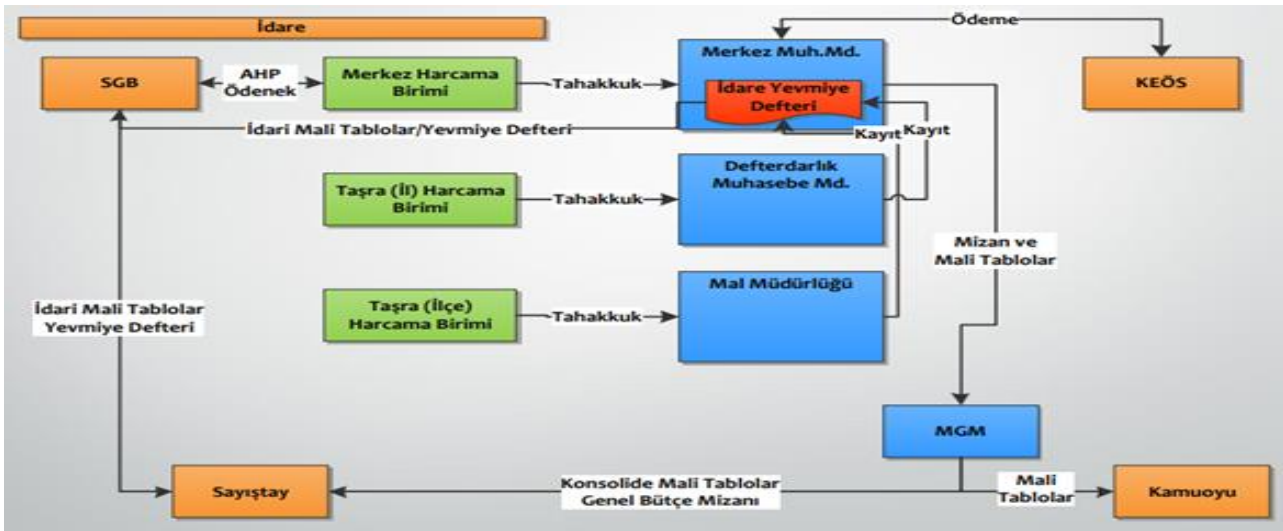 İdare
Ödeme
SGB
AHP
Ödenek
Merkez Harcama
Birimi
Tahakkuk
Merkez Muh.Md.
İdare Yevmiye
Defteri
KEÖS
İdari Mali Tablolar/Yevmiye Defteri
Kayıt
Kayıt
Taşra (İl) Harcama
Birimi
Tahakkuk
Defterdarlık
Muhasebe Md.
Mizan ve
Mali Tablolar
Taşra (İlçe)
Harcama Birimi
Tahakkuk
Mal Müdürlüğü
İdari Mali Tablolar
Yevmiye Defteri
MGM
Sayıştay
Konsolide Mali Tablolar
Genel Bütçe Mizanı
Mali
Tablolar
Kamuoyu